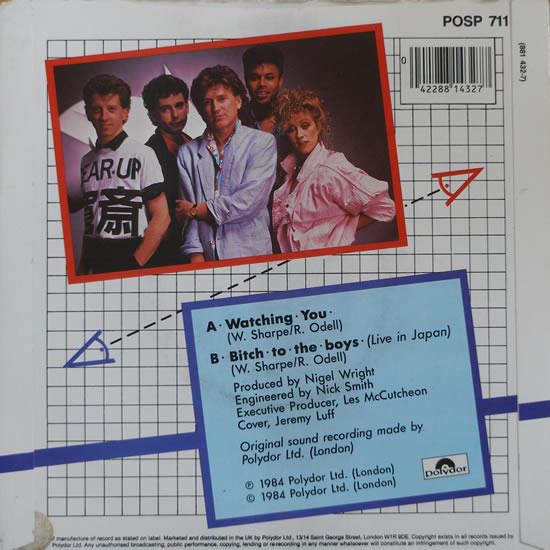 POSP 711
(881 432-7)
0
42288 14327
EAR-UP
斎
A·Watching·You·
(W. Sharpe/R. Odell)
B·Bitch·to·the·boys·(Live in Japan)
(W. Sharpe/R. Odell)
Produced by Nigel Wright
Engineered by Nick Smith
Executive Producer, Les McCutcheon
Cover, Jeremy Luff
Original sound recording made by
Polydor Ltd. (London)
℗ 1984 Polydor Ltd. (London)
© 1984 Polydor Ltd. (London)
polydor
of manufacture of record as stated on label. Marketed and distributed in the UK by Polydor Ltd., 13/14 Saint George Street, London W1R 9DE. Copyright exists in all records issued by
Polydor Ltd. Any unauthorised broadcasting, public performance, copying, lending or re-recording in any manner whatsoever will constitute an infringement of such copyright.